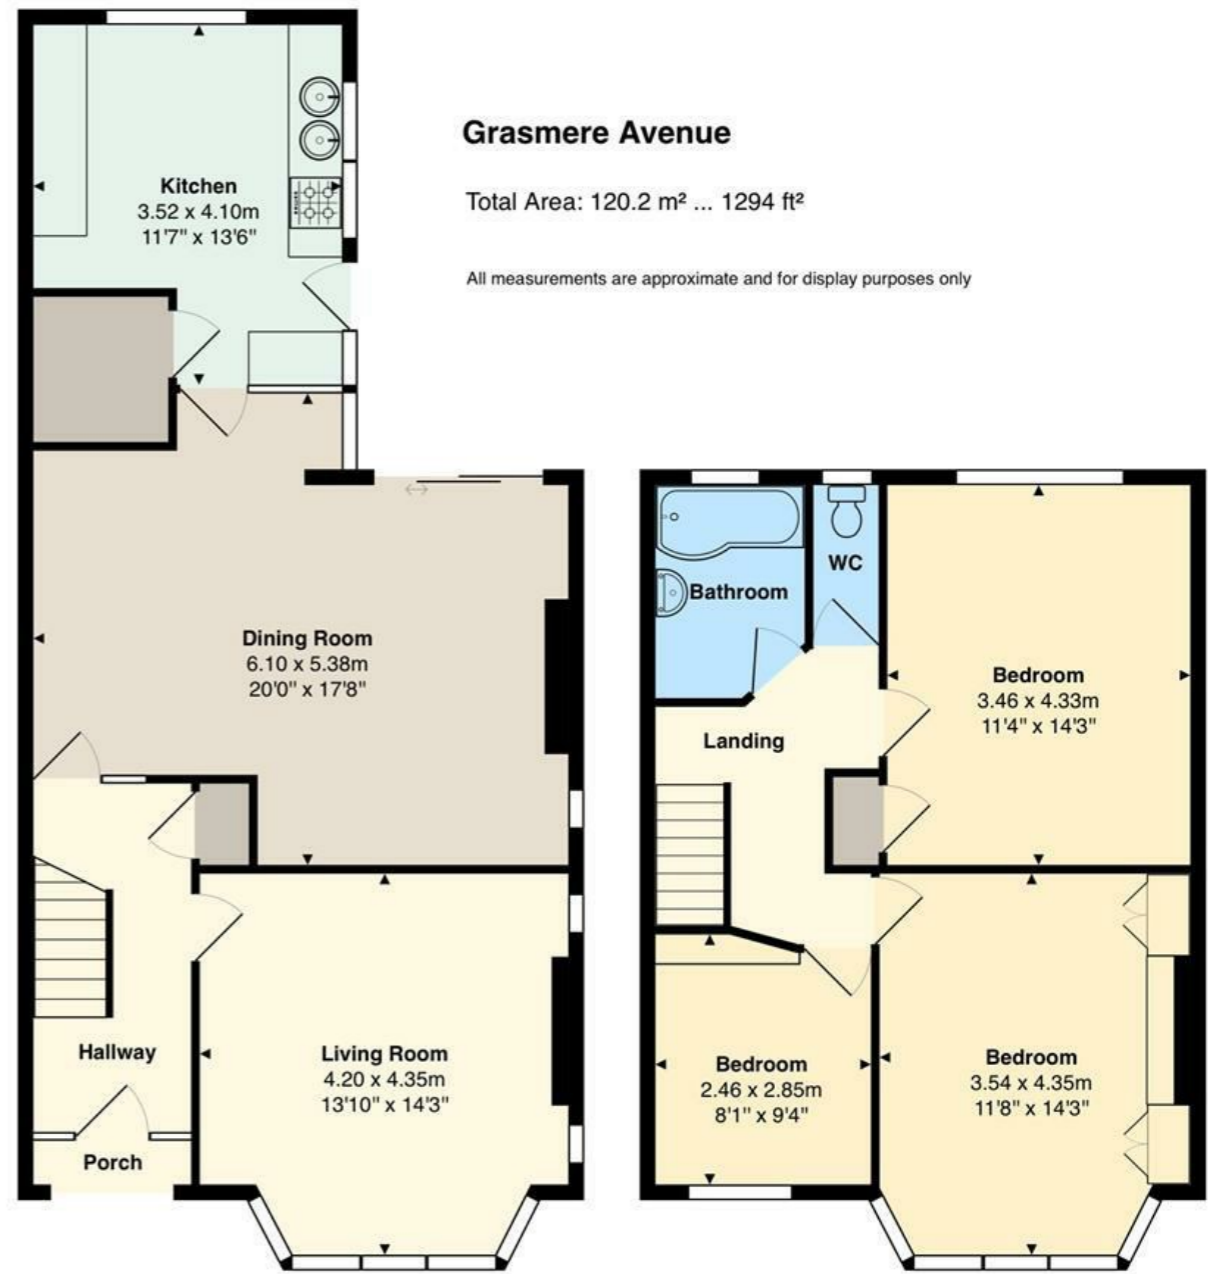 Grasmere Avenue
Total Area: 120.2 m² ... 1294 ft²
All measurements are approximate and for display purposes only
Kitchen
3.52 x 4.10m
11'7" x 13'6"
Dining Room
6.10 x 5.38m
20'0" x 17'8"
Hallway
Living Room
4.20 x 4.35m
13'10" x 14'3"
Porch
Bathroom
WC
Landing
Bedroom
3.46 x 4.33m
11'4" x 14'3"
Bedroom
2.46 x 2.85m
8'1" x 9'4"
Bedroom
3.54 x 4.35m
11'8" x 14'3"